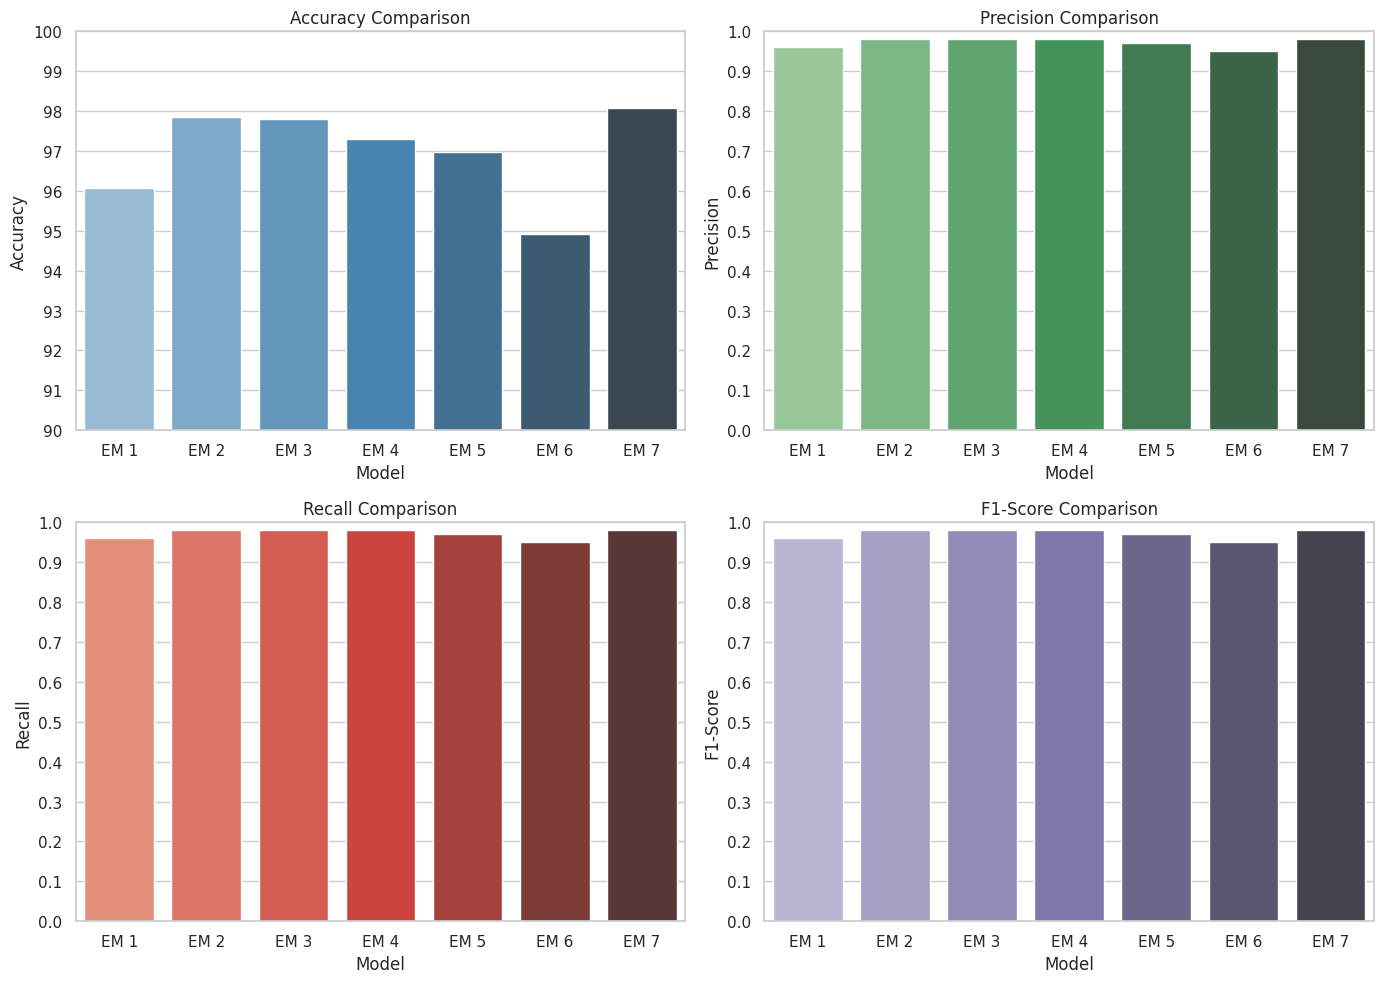 Accuracy Comparison
100
99
98
97
96
95
94
93
92
91
90
Accuracy
EM 1 EM 2 EM 3 EM 4 EM 5 EM 6 EM 7
Model
Precision Comparison
1.0
0.9
0.8
0.7
0.6
0.5
0.4
0.3
0.2
0.1
0.0
Precision
EM 1 EM 2 EM 3 EM 4 EM 5 EM 6 EM 7
Model
Recall Comparison
1.0
0.9
0.8
0.7
0.6
0.5
0.4
0.3
0.2
0.1
0.0
Recall
EM 1 EM 2 EM 3 EM 4 EM 5 EM 6 EM 7
Model
F1-Score Comparison
1.0
0.9
0.8
0.7
0.6
0.5
0.4
0.3
0.2
0.1
0.0
F1-Score
EM 1 EM 2 EM 3 EM 4 EM 5 EM 6 EM 7
Model